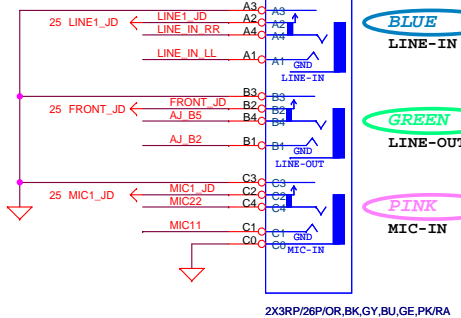 A3 A3
25 LINE1_JD LINE1_JD A2 A2 BLUE
LINE_IN_RR A4 A4 LINE-IN
LINE_IN_LL A1 A1 GND
LINE-IN
B3 B3
25 FRONT_JD FRONT_JD B2 B2 GREEN
AJ_B5 B4 B4 LINE-OUT
AJ_B2 B1 B1 GND
LINE-OUT
C3 C3
25 MIC1_JD MIC1_JD C2 C2 PINK
MIC22 C4 C4 MIC-IN
MIC11 C1 C1 GND
C0 C0 MIC-IN
2X3RP/26P/OR,BK,GY,BU,GE,PK/RA